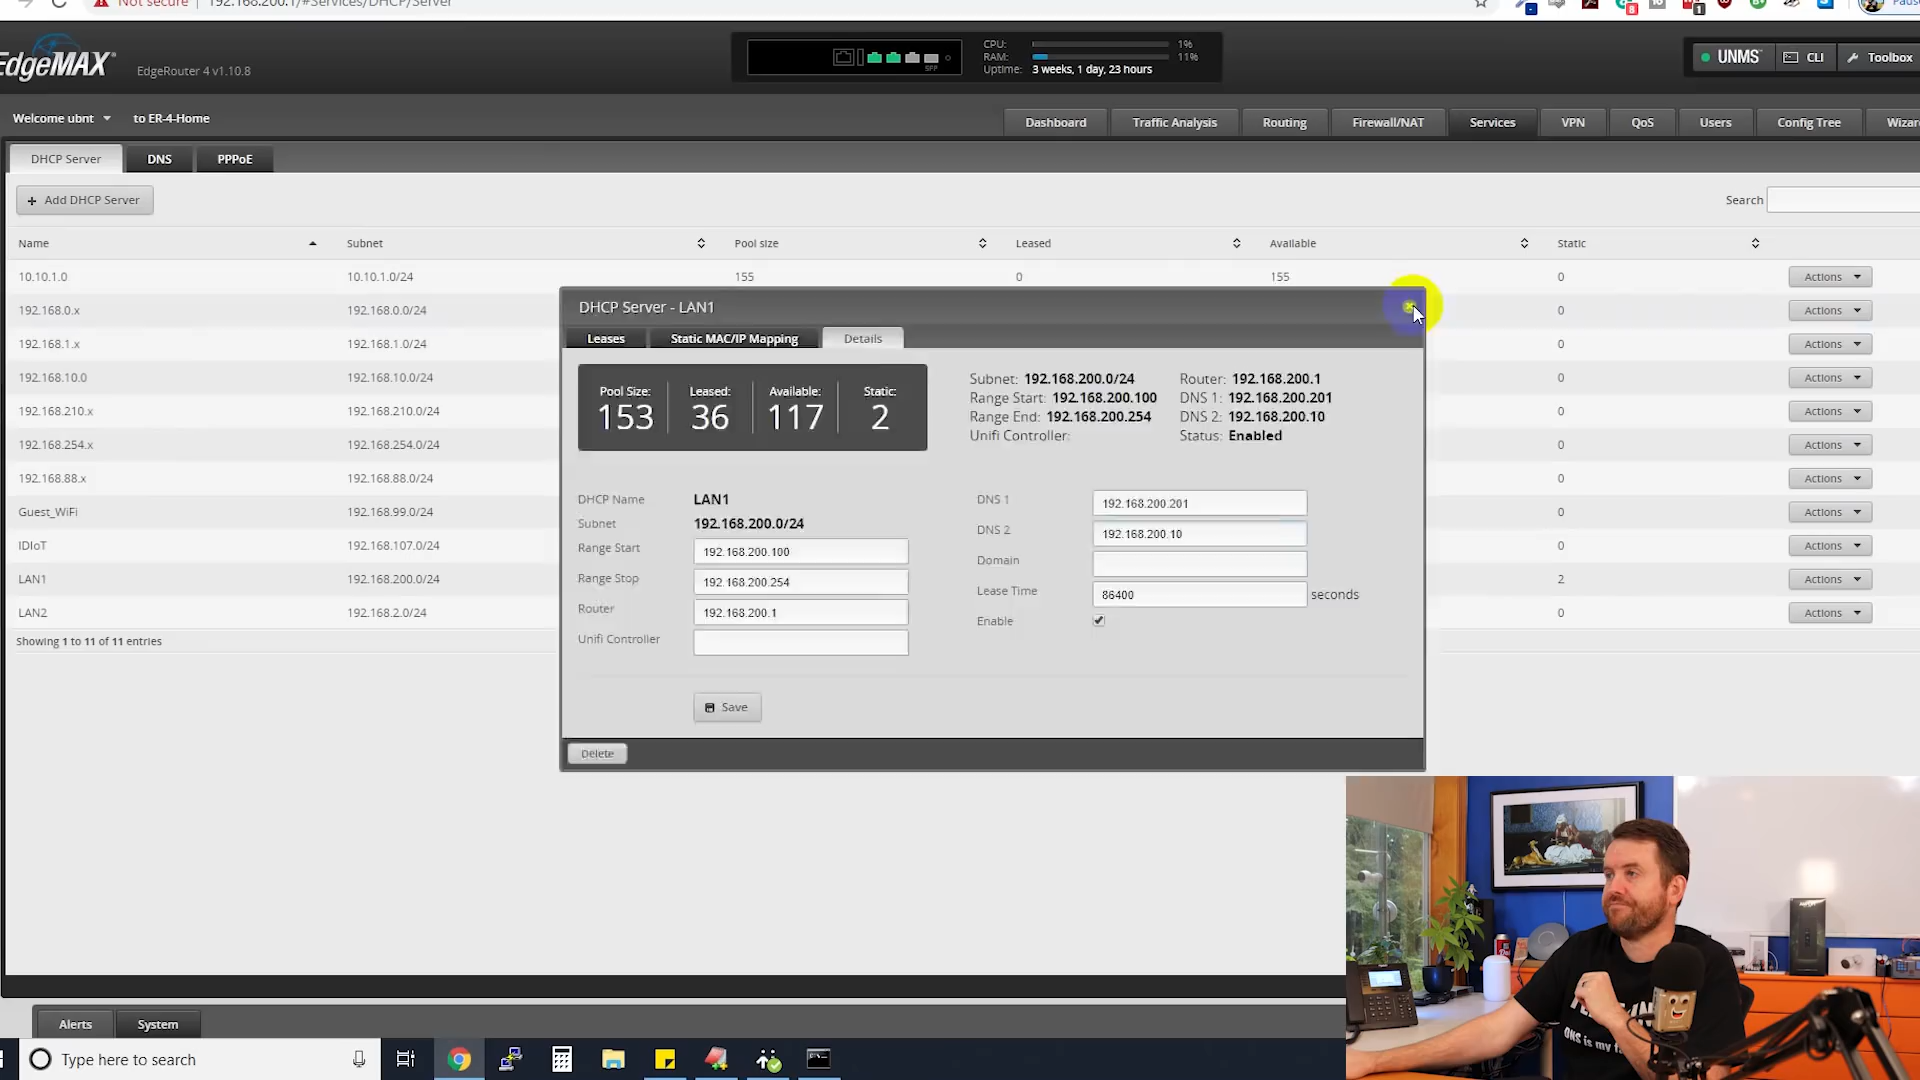 Not secure 192.168.200.1/#Services/DHCP/Server
EdgeMAX EdgeRouter 4 v1.10.8
SFP
CPU: 1%
RAM: 11%
Uptime: 3 weeks, 1 day, 23 hours
UNMS CLI Toolbox
Welcome ubnt to ER-4-Home
Dashboard Traffic Analysis Routing Firewall/NAT Services VPN QoS Users Config Tree Wizar
DHCP Server DNS PPPoE
+ Add DHCP Server
Search
Name Subnet Pool size Leased Available Static
10.10.1.0 10.10.1.0/24 155 0 155 0 Actions
192.168.0.x 192.168.0.0/24 0 Actions
192.168.1.x 192.168.1.0/24 0 Actions
192.168.10.0 192.168.10.0/24 0 Actions
192.168.210.x 192.168.210.0/24 0 Actions
192.168.254.x 192.168.254.0/24 0 Actions
192.168.88.x 192.168.88.0/24 0 Actions
Guest_WiFi 192.168.99.0/24 0 Actions
IDIoT 192.168.107.0/24 0 Actions
LAN1 192.168.200.0/24 2 Actions
LAN2 192.168.2.0/24 0 Actions
Showing 1 to 11 of 11 entries
DHCP Server - LAN1
Leases Static MAC/IP Mapping Details
Pool Size: Leased: Available: Static:
153 36 117 2
Subnet: 192.168.200.0/24 Router: 192.168.200.1
Range Start: 192.168.200.100 DNS 1: 192.168.200.201
Range End: 192.168.200.254 DNS 2: 192.168.200.10
Unifi Controller: Status: Enabled
DHCP Name LAN1
Subnet 192.168.200.0/24
Range Start 192.168.200.100
Range Stop 192.168.200.254
Router 192.168.200.1
Unifi Controller
DNS 1 192.168.200.201
DNS 2 192.168.200.10
Domain
Lease Time 86400 seconds
Enable
Save
Delete
Alerts System
Type here to search